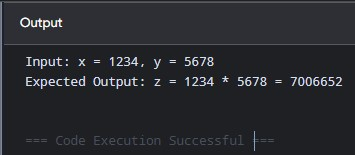 Output
Input: x = 1234, y = 5678
Expected Output: z = 1234 * 5678 = 7006652
=== Code Execution Successful ===